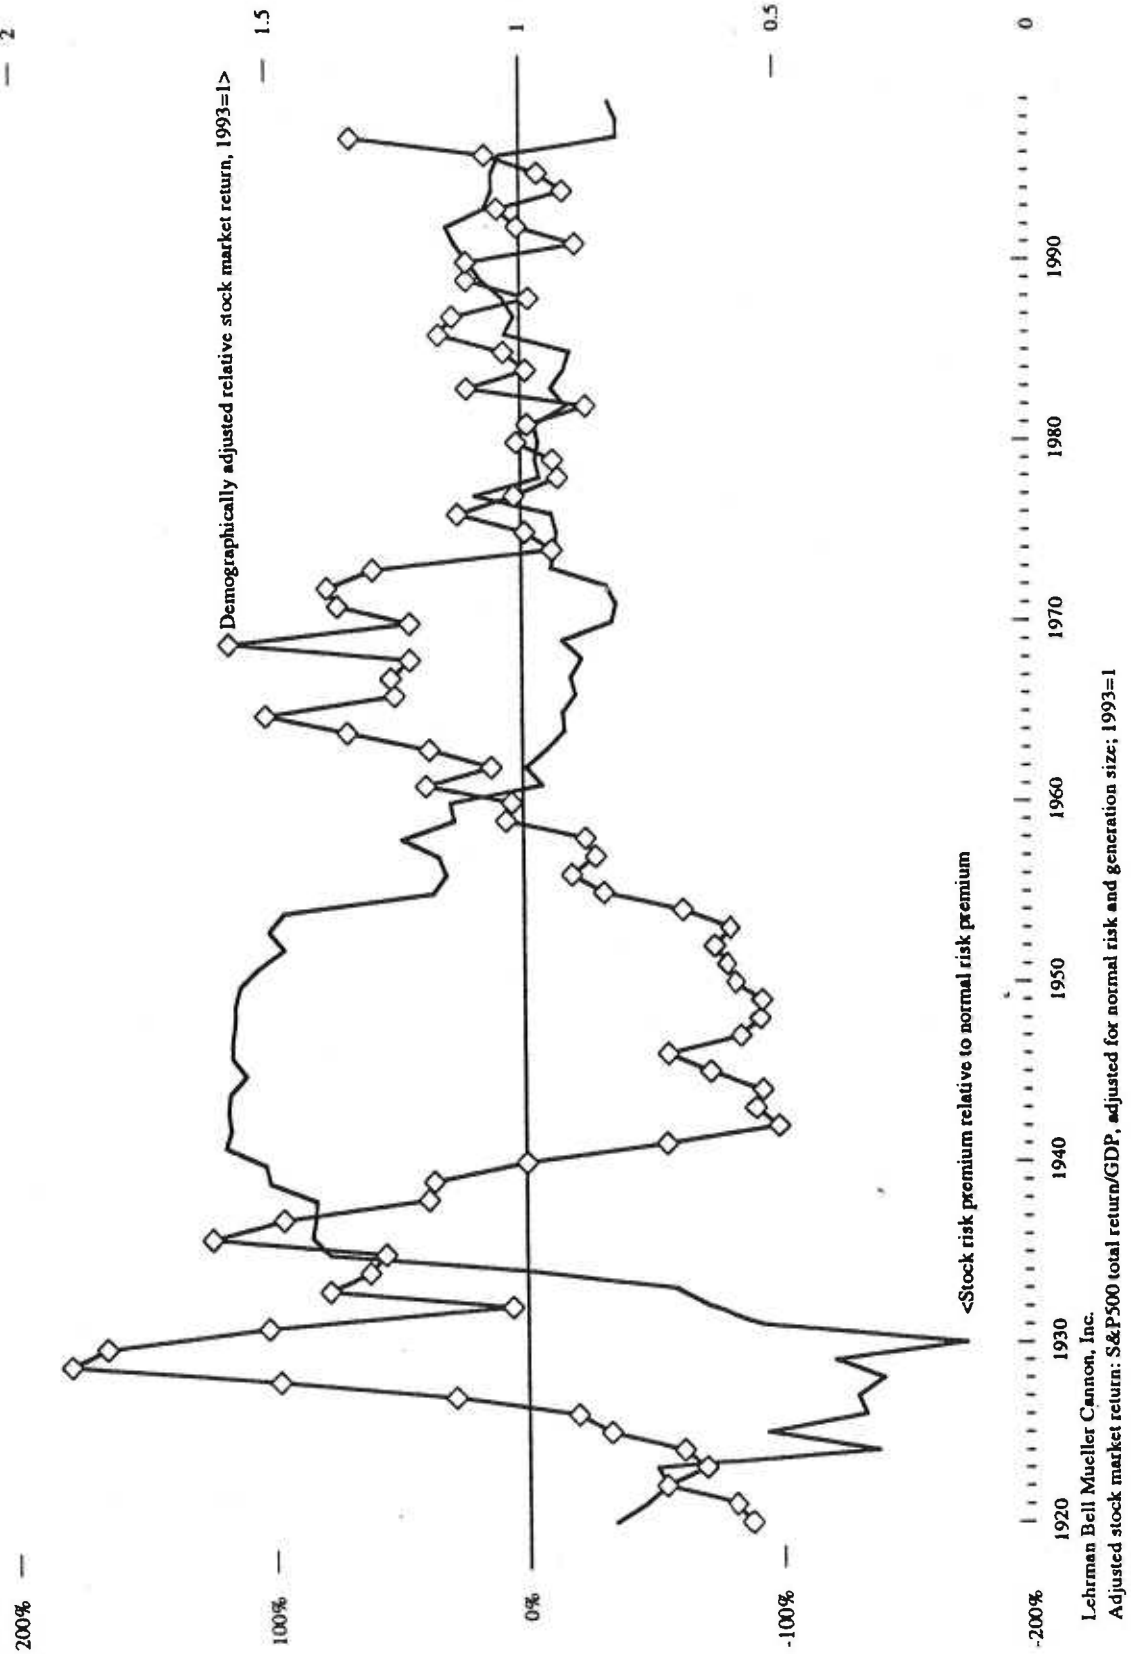 200%
100%
0%
-100%
-200%
2
1.5
1
0.5
0
Demographically adjusted relative stock market return, 1993=1>
<Stock risk premium relative to normal risk premium
1920 1930 1940 1950 1960 1970 1980 1990
Lehrman Bell Mueller Cannon, Inc.
Adjusted stock market return: S&P500 total return/GDP, adjusted for normal risk and generation size; 1993=1